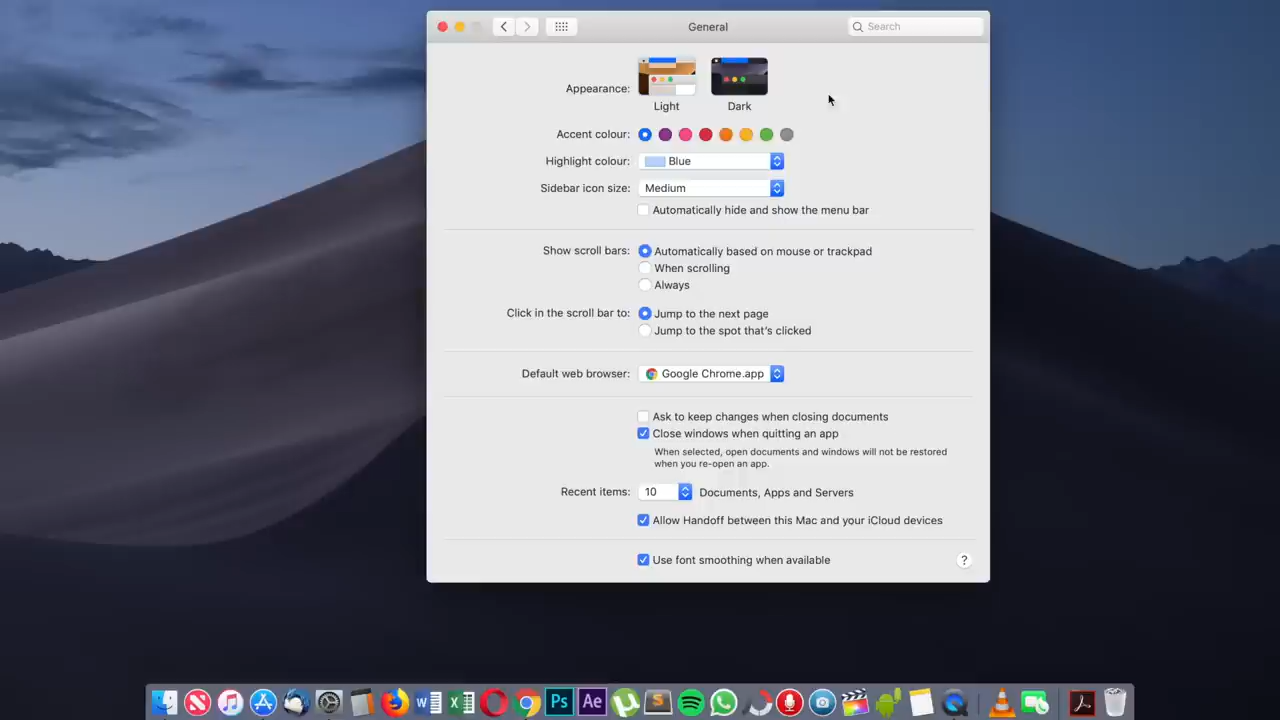 General
Search
Appearance:
Light
Dark
Accent colour:
Highlight colour: Blue
Sidebar icon size: Medium
Automatically hide and show the menu bar
Show scroll bars: Automatically based on mouse or trackpad
When scrolling
Always
Click in the scroll bar to: Jump to the next page
Jump to the spot that's clicked
Default web browser: Google Chrome.app
Ask to keep changes when closing documents
Close windows when quitting an app
When selected, open documents and windows will not be restored
when you re-open an app.
Recent items: 10 Documents, Apps and Servers
Allow Handoff between this Mac and your iCloud devices
Use font smoothing when available ?
Ps Ae